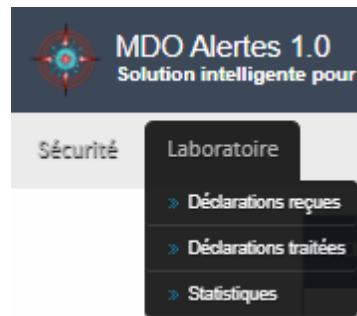 MDO Alertes 1.0
Solution intelligente pour
Sécurité Laboratoire
» Déclarations reçues
» Déclarations traitées
» Statistiques